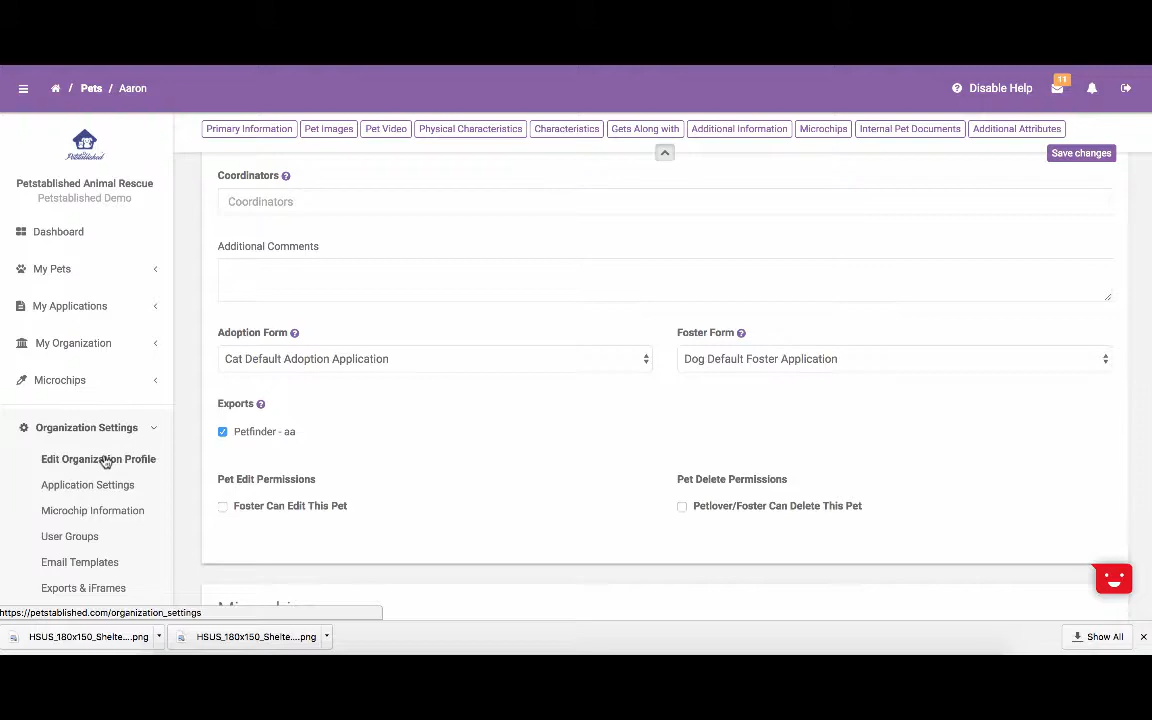 / Pets / Aaron
Disable Help
11
Petstablished
Petstablished Animal Rescue
Petstablished Demo
Dashboard
My Pets
My Applications
My Organization
Microchips
Organization Settings
Edit Organization Profile
Application Settings
Microchip Information
User Groups
Email Templates
Exports & iFrames
Primary Information
Pet Images
Pet Video
Physical Characteristics
Characteristics
Gets Along with
Additional Information
Microchips
Internal Pet Documents
Additional Attributes
Save changes
Coordinators
Coordinators
Additional Comments
Adoption Form
Foster Form
Cat Default Adoption Application
Dog Default Foster Application
Exports
Petfinder - aa
Pet Edit Permissions
Pet Delete Permissions
Foster Can Edit This Pet
Petlover/Foster Can Delete This Pet
https://petstablished.com/organization_settings
HSUS_180x150_Shelte....png
HSUS_180x150_Shelte....png
Show All